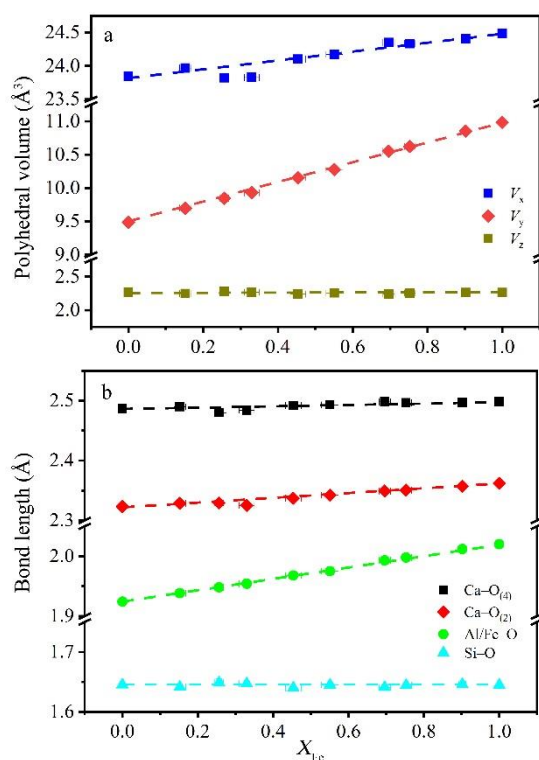 a
24.5
24.0
23.5
11.0
10.5
10.0
9.5
9.0
2.5
2.0
Polyhedral volume (Å³)
Vx
Vy
Vz
0.0 0.2 0.4 0.6 0.8 1.0
b
2.5
2.4
2.3
2.0
1.9
1.7
1.6
Bond length (Å)
Ca–O(4)
Ca–O(2)
Al/Fe O
Si–O
0.0 0.2 0.4 0.6 0.8 1.0
XFe